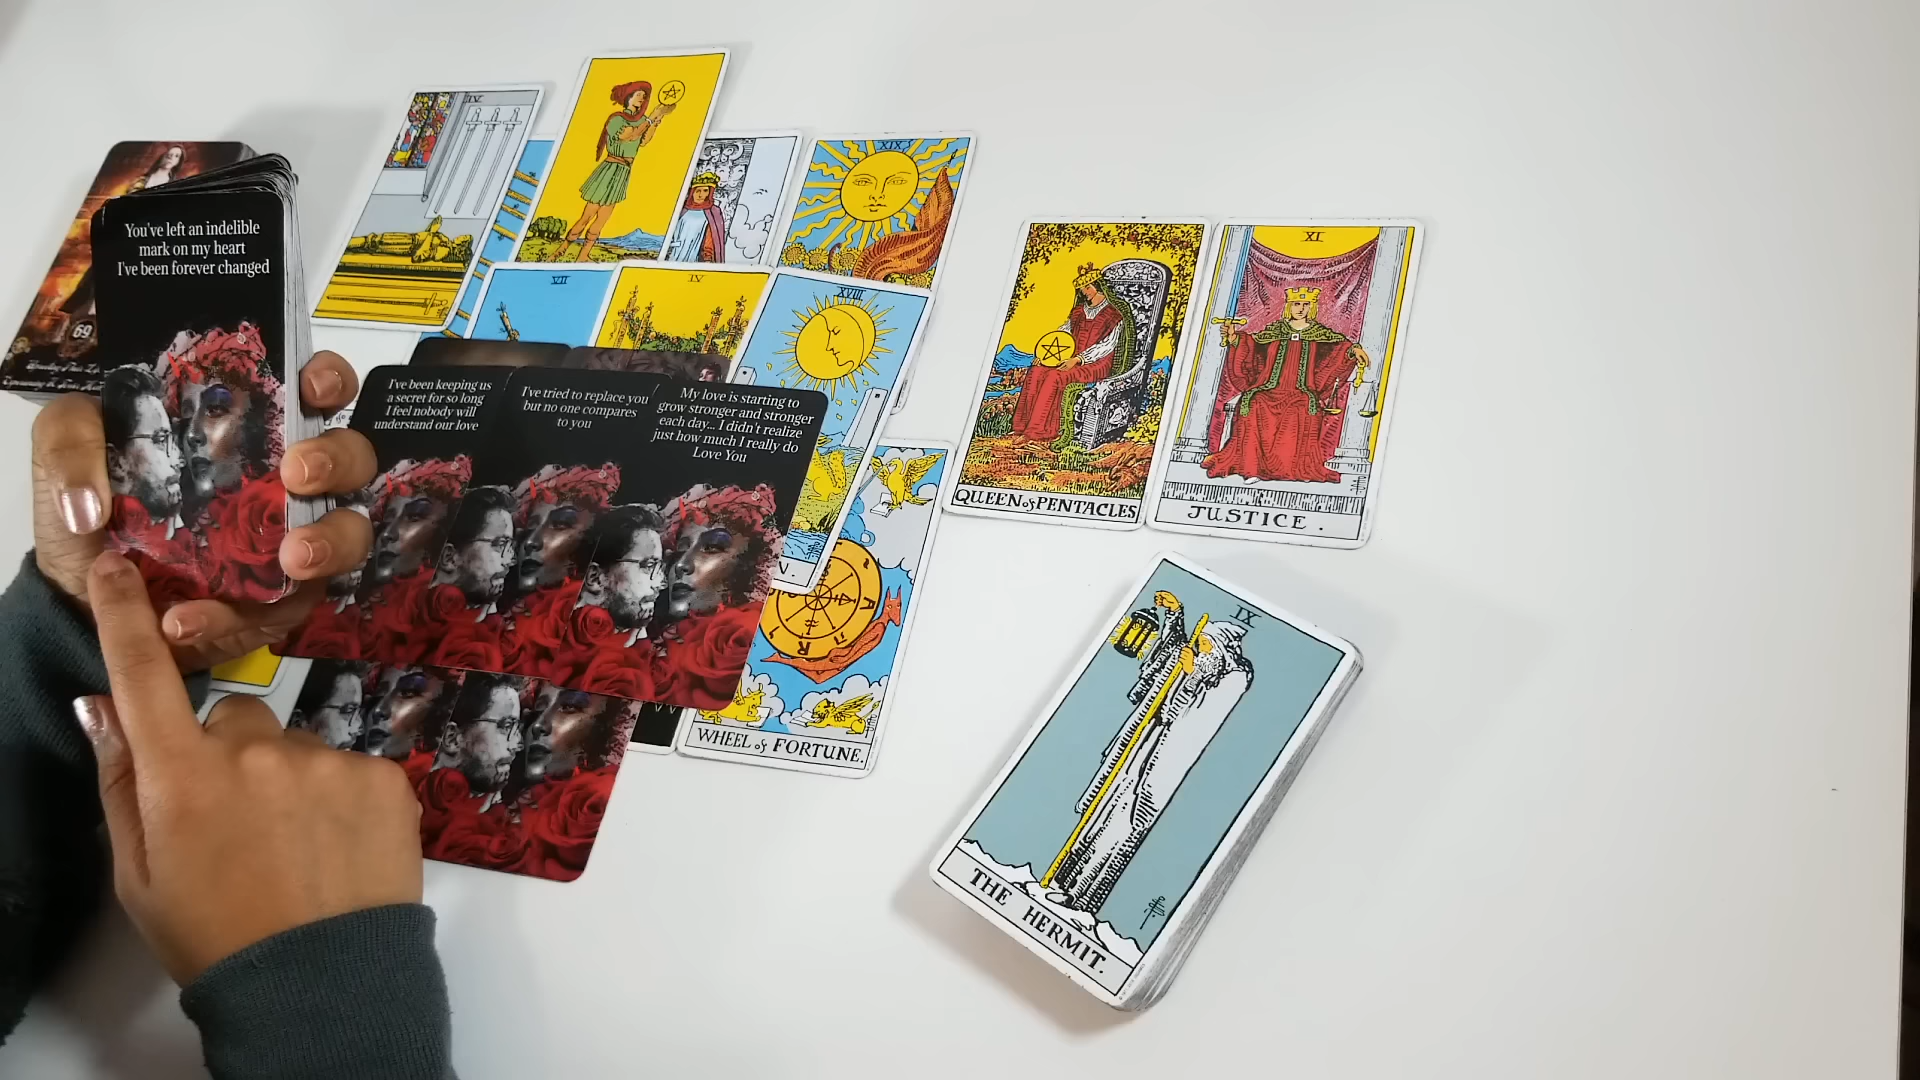 You've left an indelible
mark on my heart
I've been forever changed
69
I've been keeping us
a secret for so long
I feel nobody will
understand our love
I've tried to replace you
but no one compares
to you
My love is starting to
grow stronger and stronger
each day... I didn't realize
just how much I really do
Love You
IV
XIX
VII
IV
XVIII
QUEEN of PENTACLES
XI
JUSTICE.
WHEEL of FORTUNE.
IX
THE HERMIT.